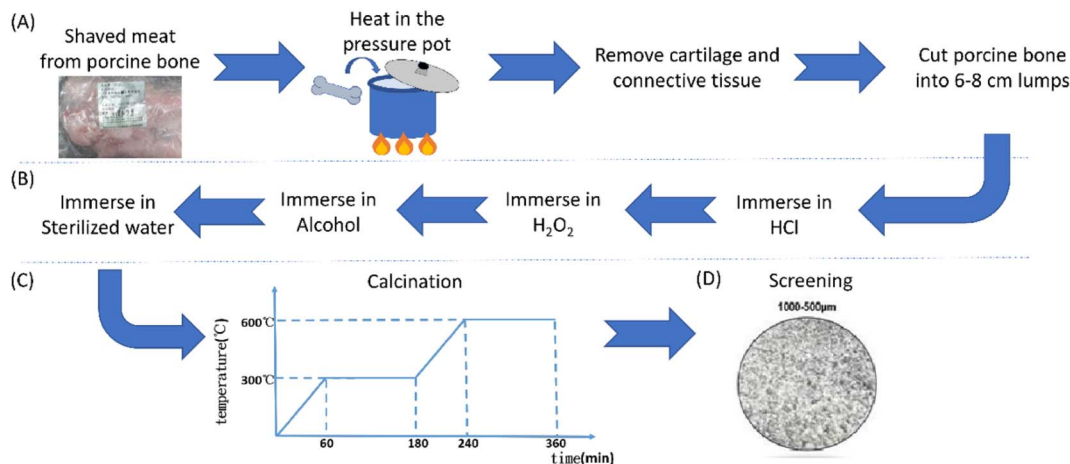 (A)
Shaved meat
from porcine bone
Heat in the
pressure pot
Remove cartilage and
connective tissue
Cut porcine bone
into 6-8 cm lumps
(B)
Immerse in
Sterilized water
Immerse in
Alcohol
Immerse in
H₂O₂
Immerse in
HCl
(C)
Calcination
temperature(℃)
600℃
300℃
60
180
240
360
time(min)
(D)
Screening
1000-500μm